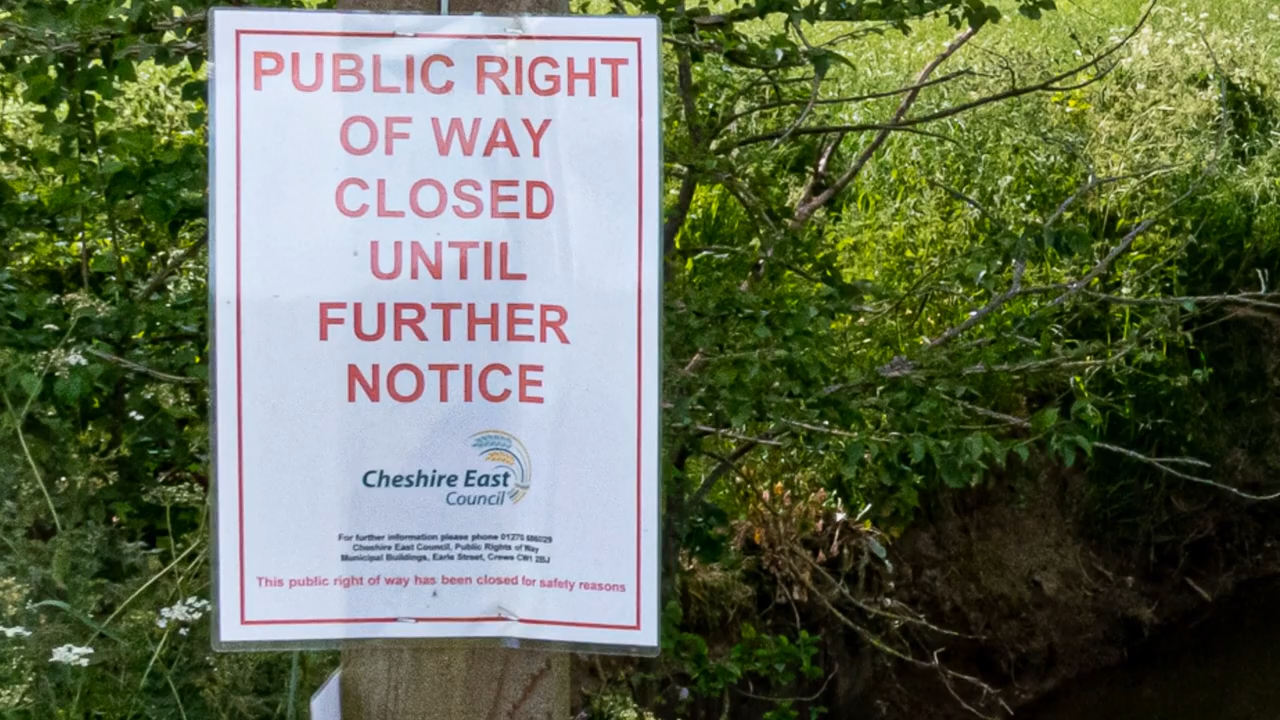 PUBLIC RIGHT
OF WAY
CLOSED
UNTIL
FURTHER
NOTICE
Cheshire East
Council
For further information please phone 01270
Cheshire East Council, Public Rights of Way
Municipal Buildings, Earle Street, Crewe CW1 2BJ
This public right of way has been closed for safety reasons